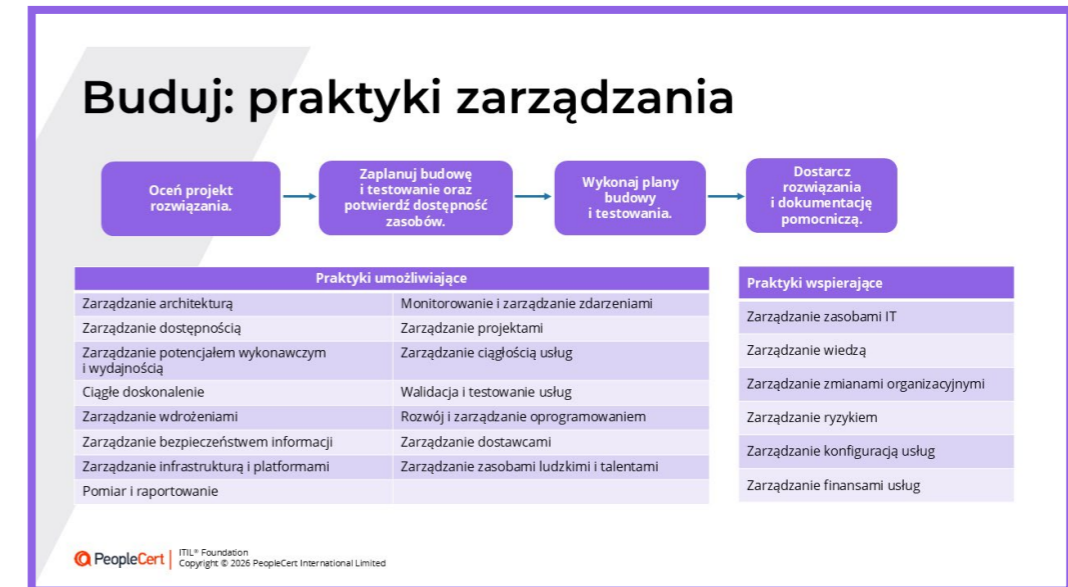 Buduj: praktyki zarządzania
Oceń projekt
rozwiązania.
Zaplanuj budowę
i testowanie oraz
potwierdź dostępność
zasobów.
Wykonaj plany
budowy
i testowania.
Dostarcz
rozwiązania
i dokumentację
pomocniczą.
Praktyki umożliwiające
Zarządzanie architekturą
Monitorowanie i zarządzanie zdarzeniami
Zarządzanie dostępnością
Zarządzanie projektami
Zarządzanie potencjałem wykonawczym
i wydajnością
Zarządzanie ciągłością usług
Ciągłe doskonalenie
Walidacja i testowanie usług
Zarządzanie wdrożeniami
Rozwój i zarządzanie oprogramowaniem
Zarządzanie bezpieczeństwem informacji
Zarządzanie dostawcami
Zarządzanie infrastrukturą i platformami
Zarządzanie zasobami ludzkimi i talentami
Pomiar i raportowanie
Praktyki wspierające
Zarządzanie zasobami IT
Zarządzanie wiedzą
Zarządzanie zmianami organizacyjnymi
Zarządzanie ryzykiem
Zarządzanie konfiguracją usług
Zarządzanie finansami usług
PeopleCert
ITIL® Foundation
Copyright © 2026 PeopleCert International Limited